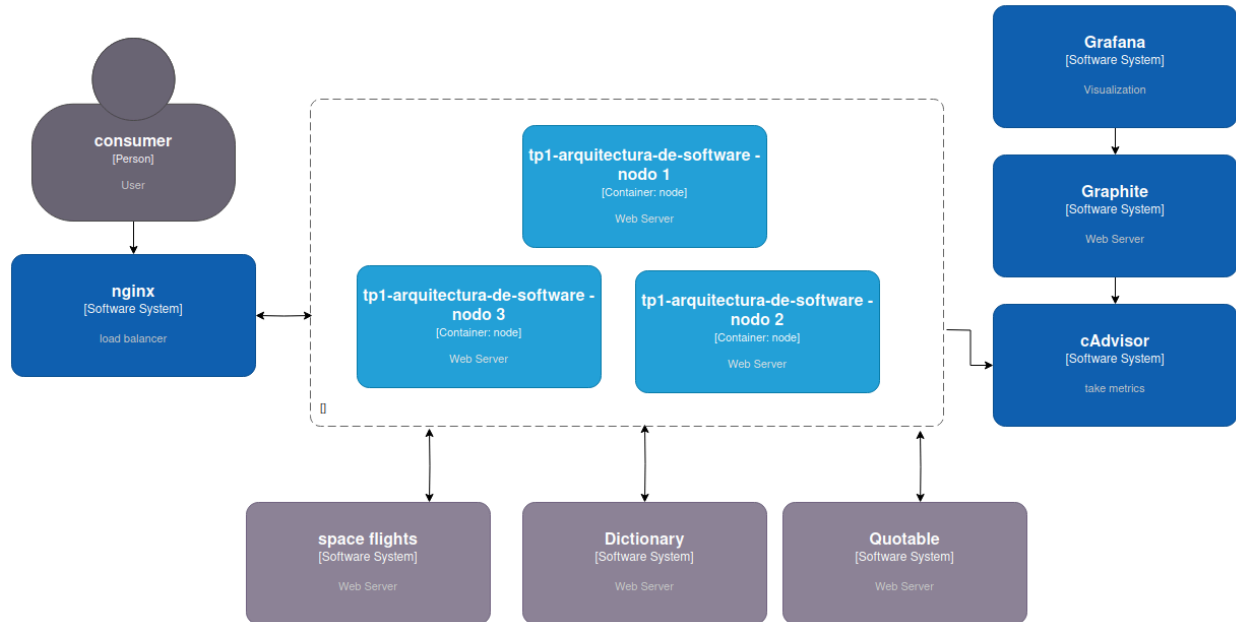 consumer
[Person]
User
nginx
[Software System]
load balancer
tp1-arquitectura-de-software -
nodo 1
[Container: node]
Web Server
tp1-arquitectura-de-software -
nodo 3
[Container: node]
Web Server
tp1-arquitectura-de-software -
nodo 2
[Container: node]
Web Server
[]
Grafana
[Software System]
Visualization
Graphite
[Software System]
Web Server
cAdvisor
[Software System]
take metrics
space flights
[Software System]
Web Server
Dictionary
[Software System]
Web Server
Quotable
[Software System]
Web Server